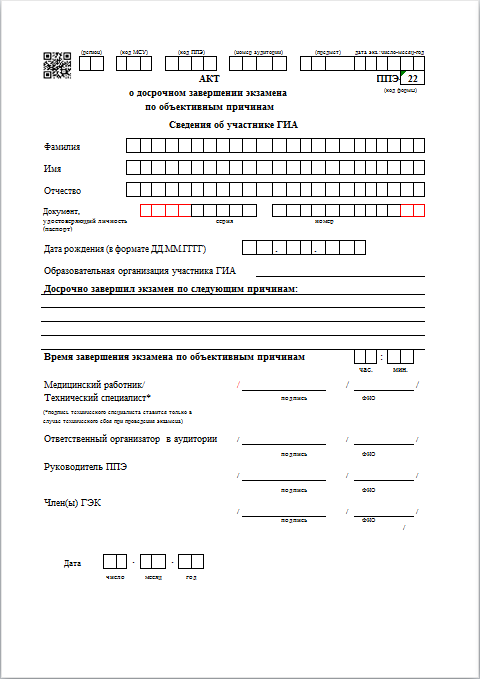 (регион) (код МСУ) (код ППЭ) (номер аудитории) (предмет) дата экз.:число-месяц-год
АКТ ППЭ 22
о досрочном завершении экзамена (код формы)
по объективным причинам
Сведения об участнике ГИА
Фамилия
Имя
Отчество
Документ,
удостоверяющий личность серия номер
(паспорт)
Дата рождения (в формате ДД.ММ.ГГГГ) . .
Образовательная организация участника ГИА
Досрочно завершил экзамен по следующим причинам:
Время завершения экзамена по объективным причинам :
час. мин.
Медицинский работник/ / / /
Технический специалист* подпись ФИО
(*подпись технического специалиста ставится только в
случае технического сбоя при проведении экзамена)
Ответственный организатор в аудитории / / /
подпись ФИО
Руководитель ППЭ
/ / /
подпись ФИО
Член(ы) ГЭК
/ / /
подпись ФИО
/
Дата . .
число месяц год